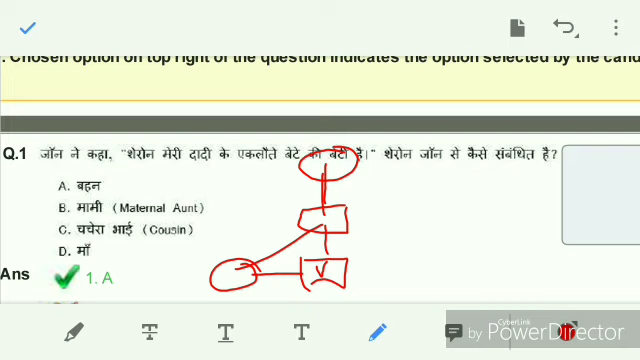 : Chosen option on top right of the question indicates the option selected by the cand
Q.1 जॉन ने कहा, "शेरोन मेरी दादी के एकलौते बेटे की बेटी है।" शेरोन जॉन से कैसे संबंधित है?
A. बहन
B. मामी (Maternal Aunt)
C. चचेरा भाई (Cousin)
D. माँ
Ans 1. A
T T T
CyberLink
by PowerDirector